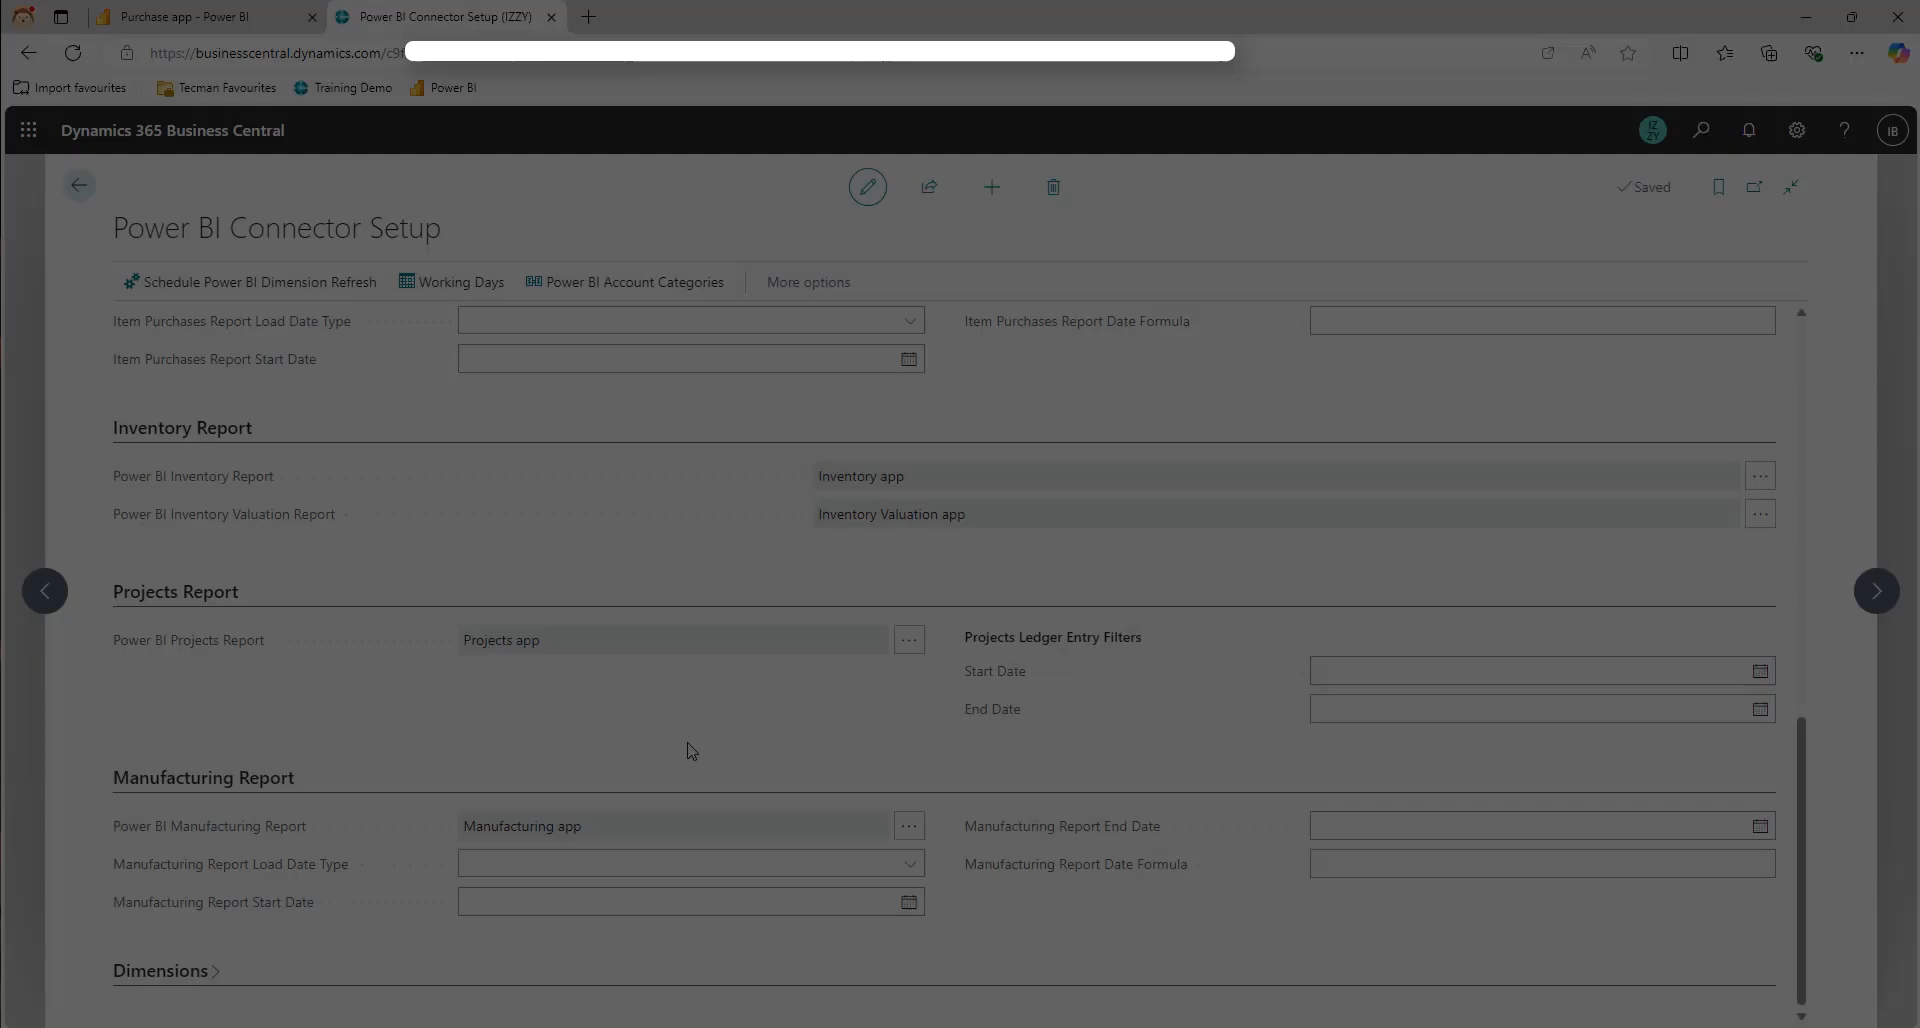 Purchase app - Power BI
Power BI Connector Setup (IZZY)
https://businesscentral.dynamics.com/c9f
Import favourites
Tecman Favourites
Training Demo
Power BI
Dynamics 365 Business Central
IZ
ZY
IB
Saved
Power BI Connector Setup
Schedule Power BI Dimension Refresh
Working Days
Power BI Account Categories
More options
Item Purchases Report Load Date Type
Item Purchases Report Date Formula
Item Purchases Report Start Date
Inventory Report
Power BI Inventory Report
Inventory app
Power BI Inventory Valuation Report
Inventory Valuation app
Projects Report
Power BI Projects Report
Projects app
Projects Ledger Entry Filters
Start Date
End Date
Manufacturing Report
Power BI Manufacturing Report
Manufacturing app
Manufacturing Report End Date
Manufacturing Report Load Date Type
Manufacturing Report Date Formula
Manufacturing Report Start Date
Dimensions